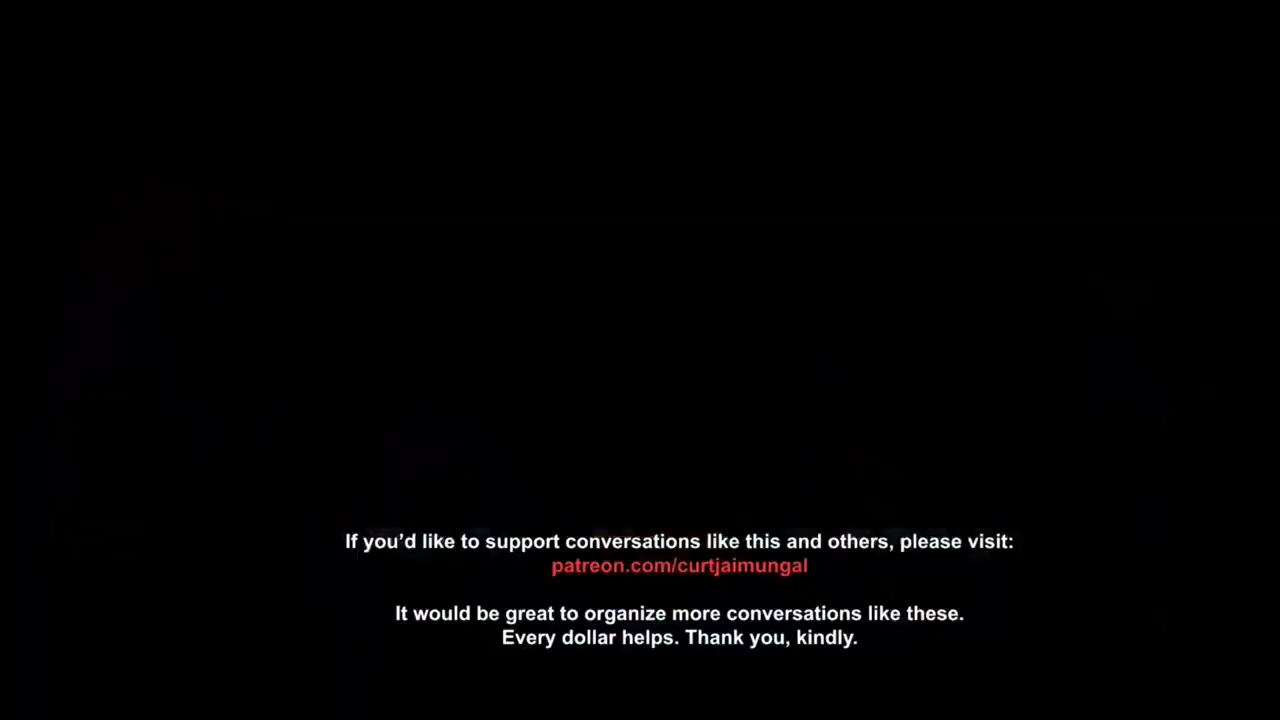 If you’d like to support conversations like this and others, please visit:
patreon.com/curtjaimungal
It would be great to organize more conversations like these.
Every dollar helps. Thank you, kindly.